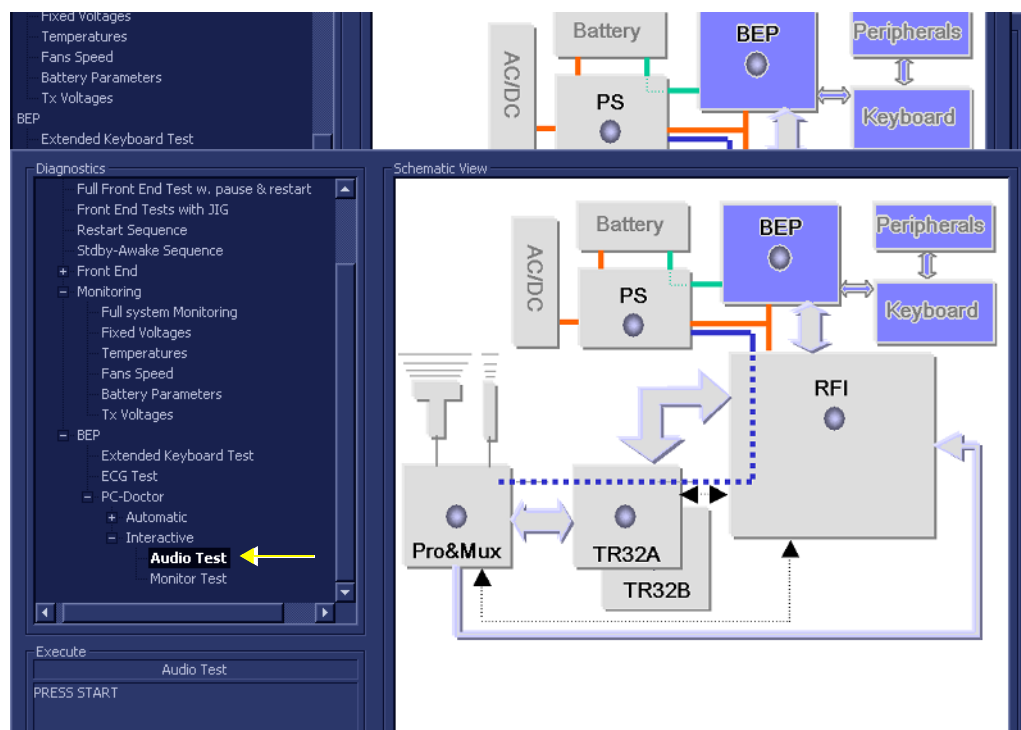 Fixed Voltages
Temperatures
Fans Speed
Battery Parameters
Tx Voltages
BEP
Extended Keyboard Test
AC/DC
Battery
PS
BEP
Peripherals
Keyboard
Diagnostics
Full Front End Test w. pause & restart
Front End Tests with JIG
Restart Sequence
Stdby-Awake Sequence
Front End
Monitoring
Full system Monitoring
Fixed Voltages
Temperatures
Fans Speed
Battery Parameters
Tx Voltages
BEP
Extended Keyboard Test
ECG Test
PC-Doctor
Automatic
Interactive
Audio Test
Monitor Test
Execute
Audio Test
PRESS START
Schematic View
AC/DC
Battery
PS
BEP
Peripherals
Keyboard
RFI
Pro&Mux
TR32A
TR32B